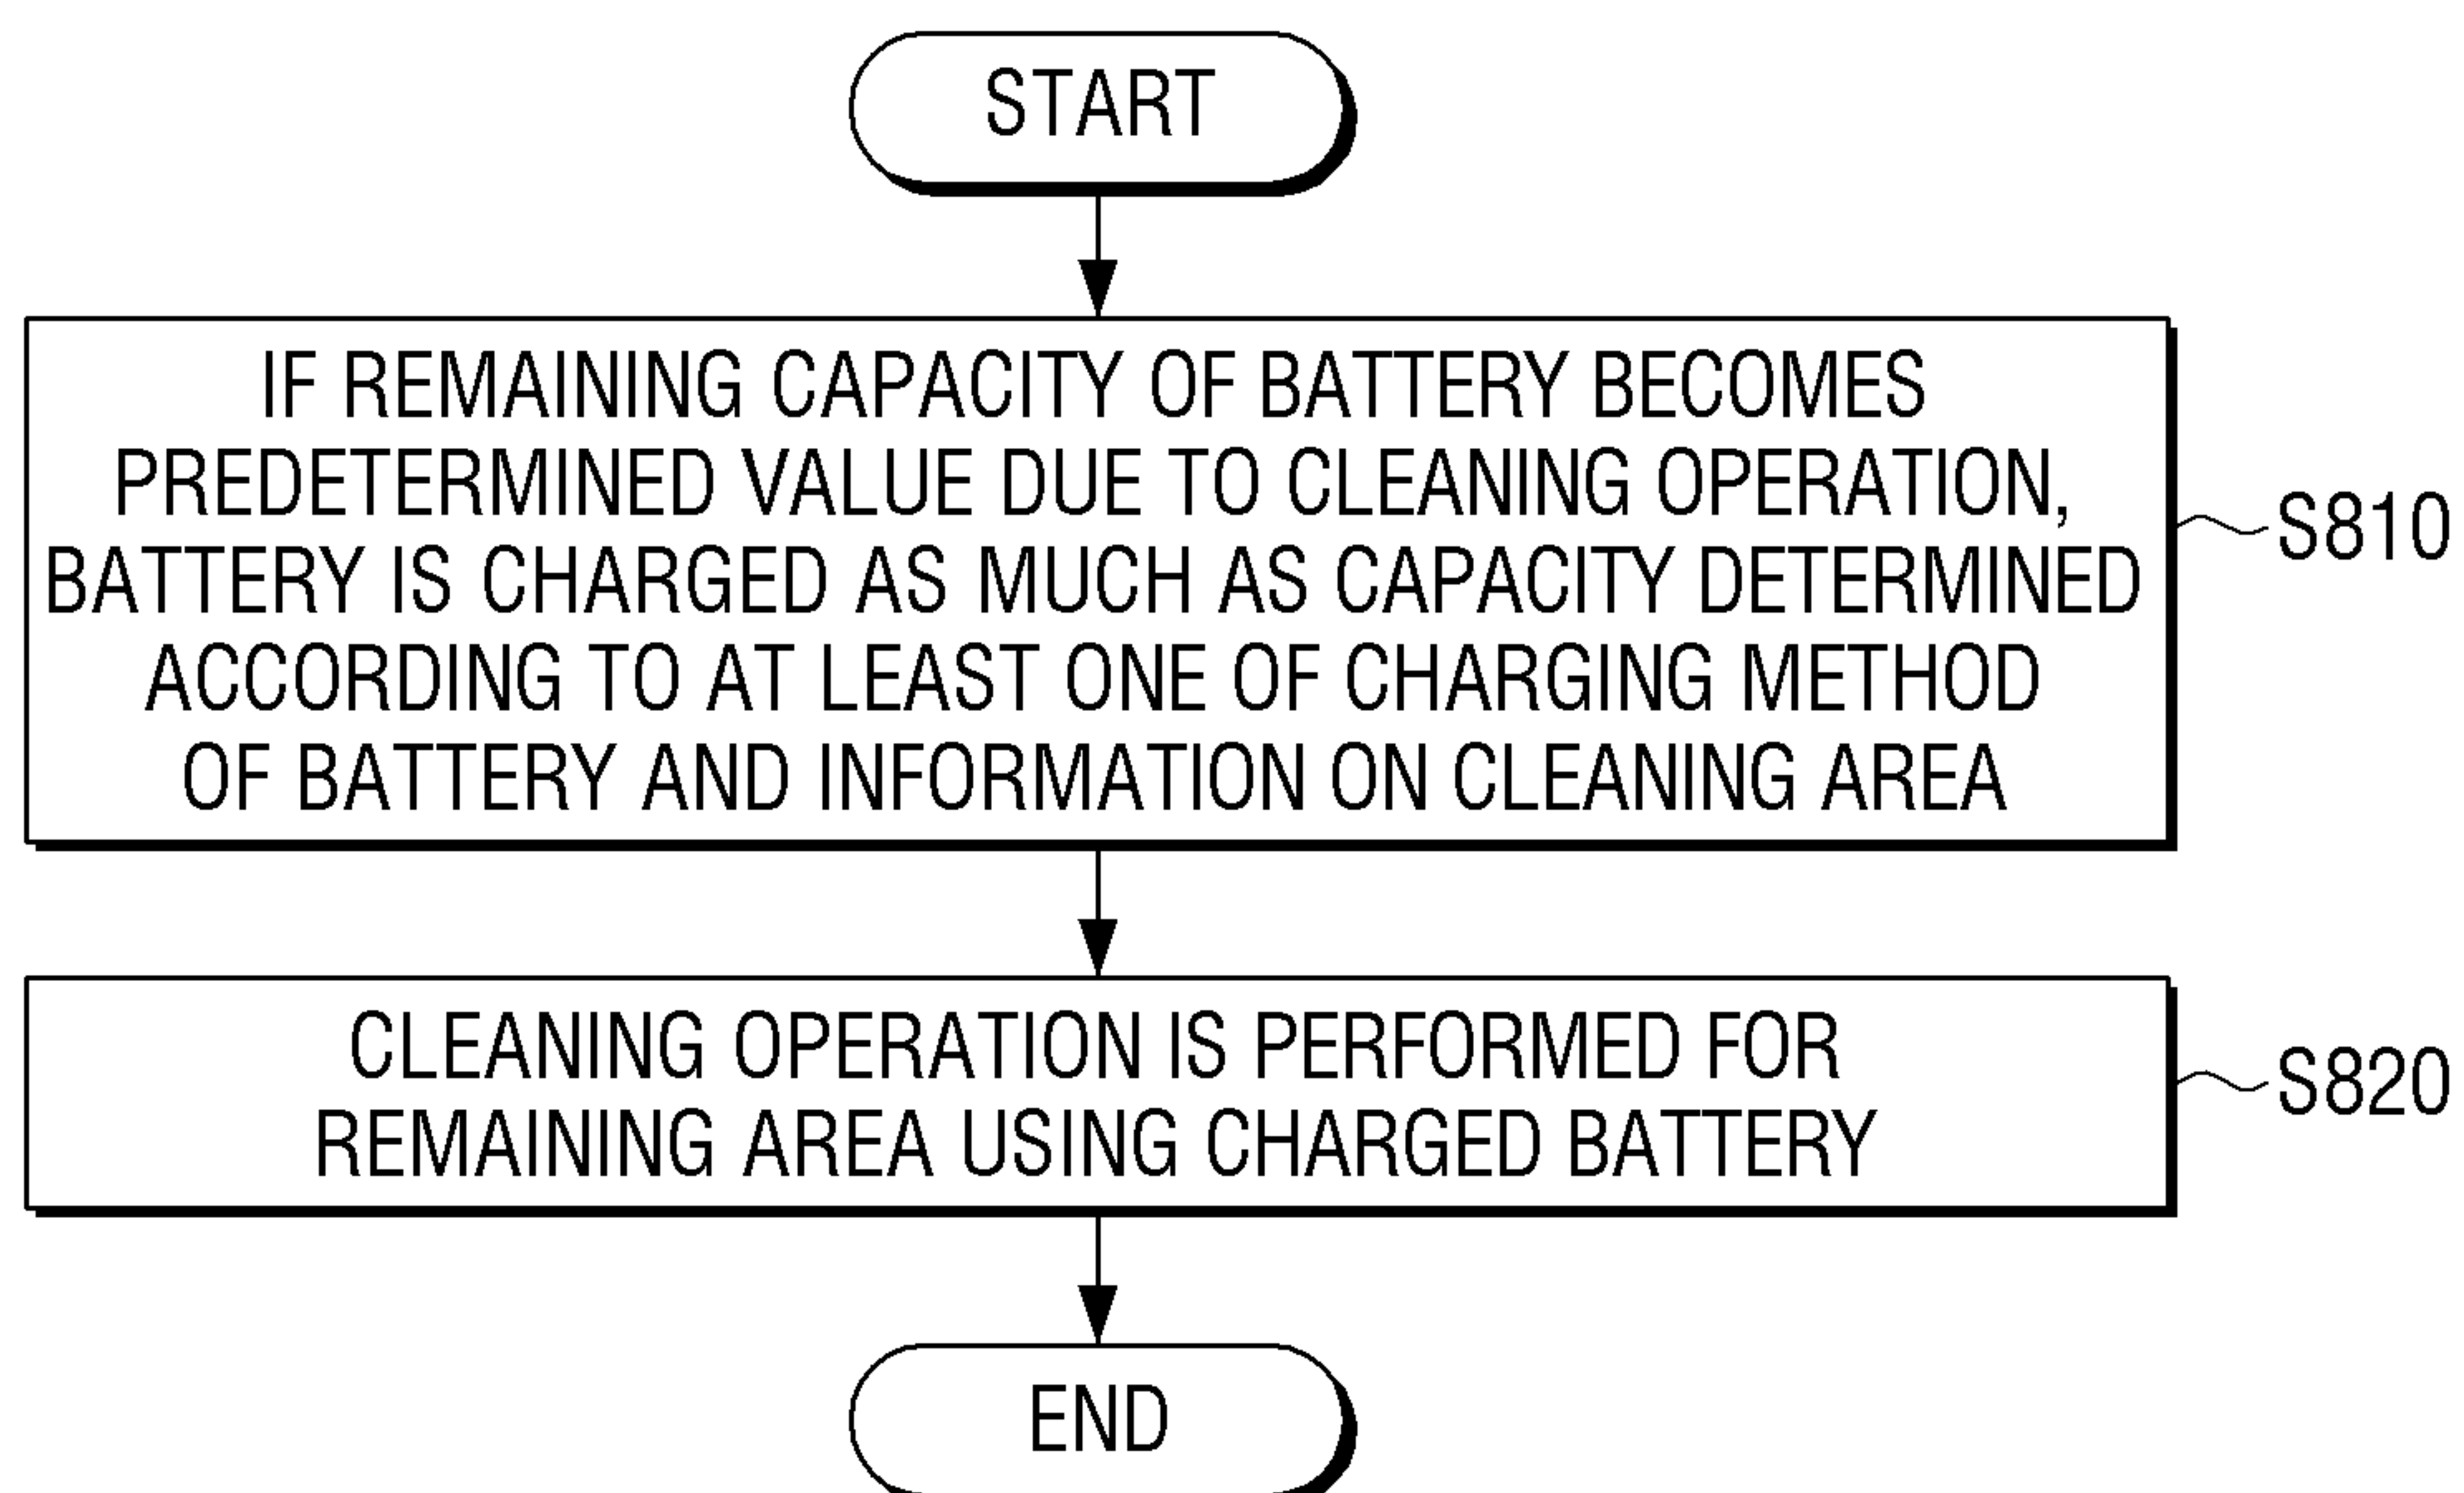 START
IF REMAINING CAPACITY OF BATTERY BECOMES
PREDETERMINED VALUE DUE TO CLEANING OPERATION,
BATTERY IS CHARGED AS MUCH AS CAPACITY DETERMINED
ACCORDING TO AT LEAST ONE OF CHARGING METHOD
OF BATTERY AND INFORMATION ON CLEANING AREA
S810
CLEANING OPERATION IS PERFORMED FOR
REMAINING AREA USING CHARGED BATTERY
S820
END